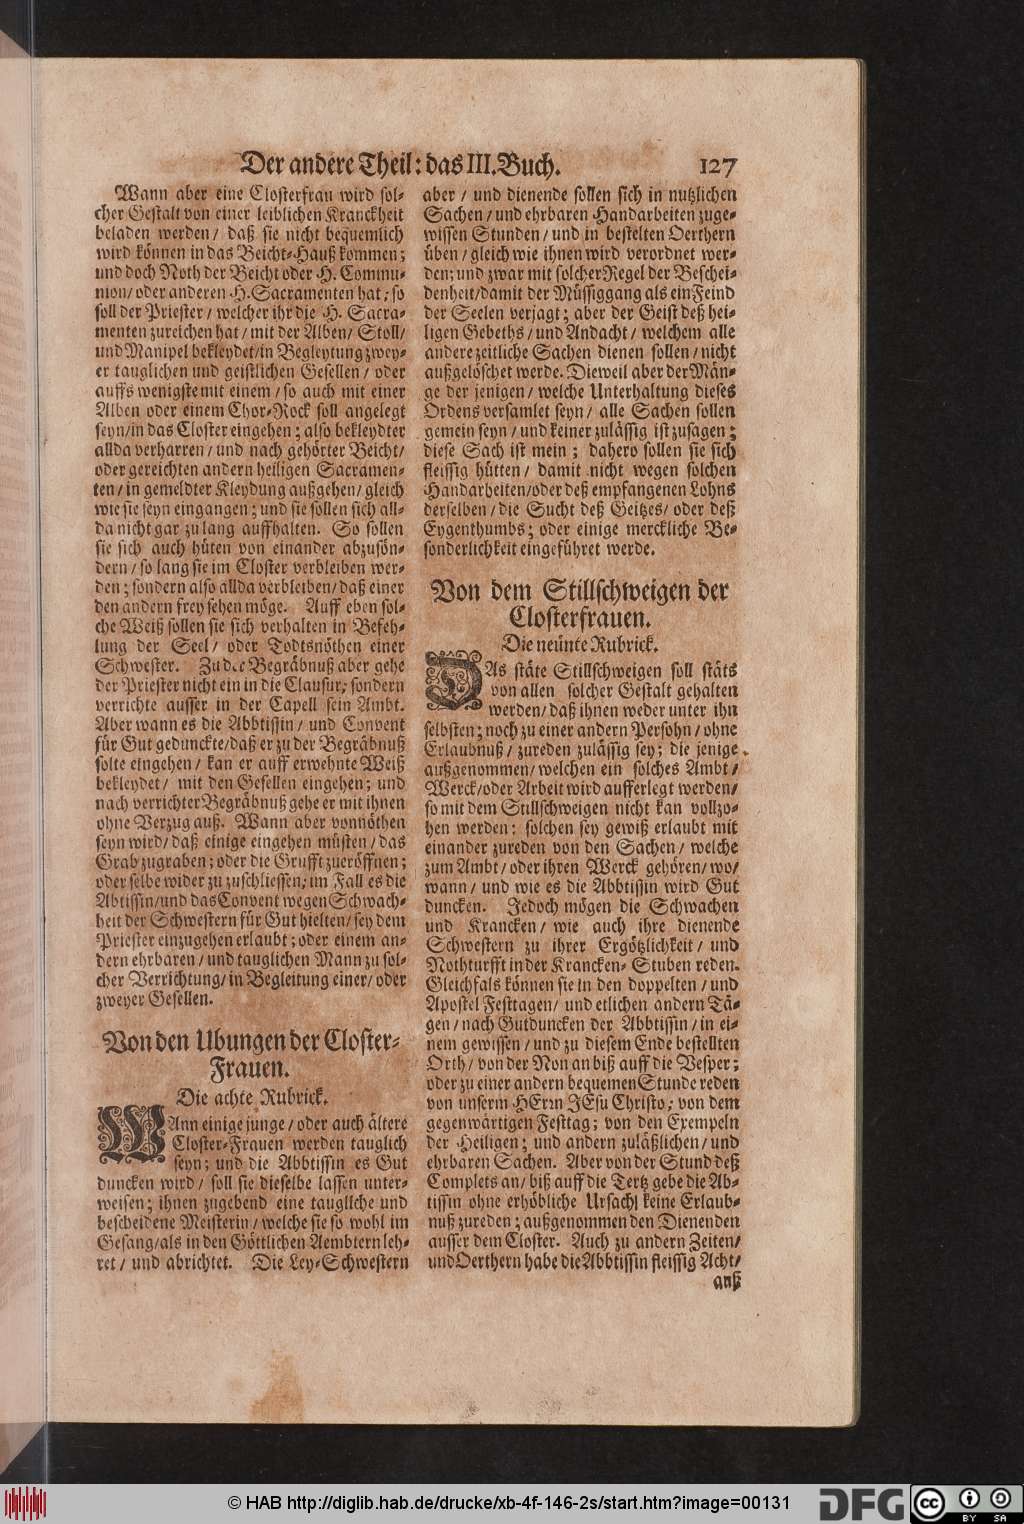 Der andere Theil: das III. Buch. 127
Wann aber eine Closterfrau wird sol-
cher Gestalt von einer leiblichen Kranckheit
beladen werden/ daß sie nicht bequemlich
wird können in das Beicht-Hauß kommen;
und doch Noth der Beicht oder H. Commu-
nion/ oder anderen H. Sacramenten hat; so
soll der Priester/ welcher ihr die H. Sacra-
menten zureichen hat/ mit der Alben/ Stoll/
und Manipel bekleydet/ in Begleytung zwey-
er tauglichen und geistlichen Gesellen/ oder
auffs wenigste mit einem/ so auch mit einer
Alben oder einem Chor-Rock soll angelegt
seyn/ in das Closter eingehen; also bekleydter
allda verharren/ und nach gehörter Beicht/
oder gereichten andern heiligen Sacramen-
ten/ in gemeldter Kleydung außgehen/ gleich
wie sie seyn eingangen; und sie sollen sich all-
da nicht gar zu lang auffhalten. So sollen
sie sich auch hüten von einander abzusön-
dern/ so lang sie im Closter verbleiben wer-
den; sondern also allda verbleiben/ daß einer
den andern frey sehen möge. Auff eben sol-
che Weiß sollen sie sich verhalten in Befeh-
lung der Seel/ oder Todtsnöthen einer
Schwester. Zu der Begräbnuß aber gehe
der Priester nicht ein in die Clausur; sondern
verrichte ausser in der Capell sein Ambt.
Aber wann es die Abbtissin/ und Convent
für Gut gedunckte/ daß er zu der Begräbnuß
solte eingehen/ kan er auff erwehnte Weiß
bekleydet/ mit den Gesellen eingehen; und
nach verrichter Begräbnuß gehe er mit ihnen
ohne Verzug auß. Wann aber vonnöthen
seyn wird/ daß einige eingehen müsten/ das
Grab zugraben; oder die Grufft zueröffnen;
oder selbe wider zu zuschliessen; im Fall es die
Abtissin/ und das Convent wegen Schwach-
heit der Schwestern für Gut hielten/ sey dem
Priester einzugehen erlaubt; oder einem an-
dern ehrbaren/ und tauglichen Mann zu sol-
cher Verrichtung/ in Begleitung einer/ oder
zweyer Gesellen.
Von den Ubungen der Closter-
Frauen.
Die achte Rubrick.
WAnn einige junge/ oder auch ältere
Closter-Frauen werden tauglich
seyn; und die Abbtissin es Gut
duncken wird/ soll sie dieselbe lassen unter-
weisen; ihnen zugebend eine taugliche und
bescheidene Meisterin/ welche sie so wohl im
Gesang/ als in den Göttlichen Aembtern leh-
ret/ und abrichtet. Die Ley-Schwestern
aber/ und dienende sollen sich in nutzlichen
Sachen/ und ehrbaren Handarbeiten zuge-
wissen Stunden/ und in bestelten Oerthern
üben/ gleich wie ihnen wird verordnet wer-
den; und zwar mit solcher Regel der Beschei-
denheit/ damit der Müssiggang als ein Feind
der Seelen verjagt; aber der Geist deß hei-
ligen Gebeths/ und Andacht/ welchem alle
andere zeitliche Sachen dienen sollen/ nicht
außgelöschet werde. Dieweil aber der Män-
ge der jenigen/ welche Unterhaltung dieses
Ordens versamlet seyn/ alle Sachen sollen
gemein seyn/ und keiner zulässig ist zusagen;
diese Sach ist mein; dahero sollen sie sich
fleissig hütten/ damit nicht wegen solchen
Handarbeiten/ oder deß empfangenen Lohns
derselben/ die Sucht deß Geitzes/ oder deß
Eygenthumbs; oder einige merckliche Be-
sonderlichkeit eingeführet werde.
Von dem Stillschweigen der
Closterfrauen.
Die neünte Rubrick.
DAs stäte Stillschweigen soll stäts
von allen solcher Gestalt gehalten
werden/ daß ihnen weder unter ihn
selbsten; noch zu einer andern Persohn/ ohne
Erlaubnuß/ zureden zulässig sey; die jenige
außgenommen/ welchen ein solches Ambt/
Werck/ oder Arbeit wird aufferlegt werden/
so mit dem Stillschweigen nicht kan vollzo-
hen werden: solchen sey gewiß erlaubt mit
einander zureden von den Sachen/ welche
zum Ambt/ oder ihren Werck gehören/ wo/
wann/ und wie es die Abbtissin wird Gut
duncken. Jedoch mögen die Schwachen
und Krancken/ wie auch ihre dienende
Schwestern zu ihrer Ergötzlichkeit/ und
Nothturfft in der Krancken-Stuben reden.
Gleichfals können sie in den doppelten/ und
Apostel Festtagen/ und etlichen andern Tä-
gen/ nach Gutduncken der Abbtissin/ in ei-
nem gewissen/ und zu diesem Ende bestellten
Orth/ von der Non an biß auff die Vesper;
oder zu einer andern bequemen Stunde reden
von unserm HErrn JEsu Christo; von dem
gegenwärtigen Festtag; von den Exempeln
der Heiligen; und andern zuläßlichen/ und
ehrbaren Sachen. Aber von der Stund deß
Complets an/ biß auff die Tertz gebe die Ab-
tissin ohne erhöbliche Ursach/ keine Erlaub-
nuß zureden; außgenommen den Dienenden
ausser dem Closter. Auch zu andern Zeiten/
und Oerthern habe die Abbtissin fleissig Acht/
auß
© HAB http://diglib.hab.de/drucke/xb-4f-146-2s/start.htm?image=00131
DFG cc BY SA